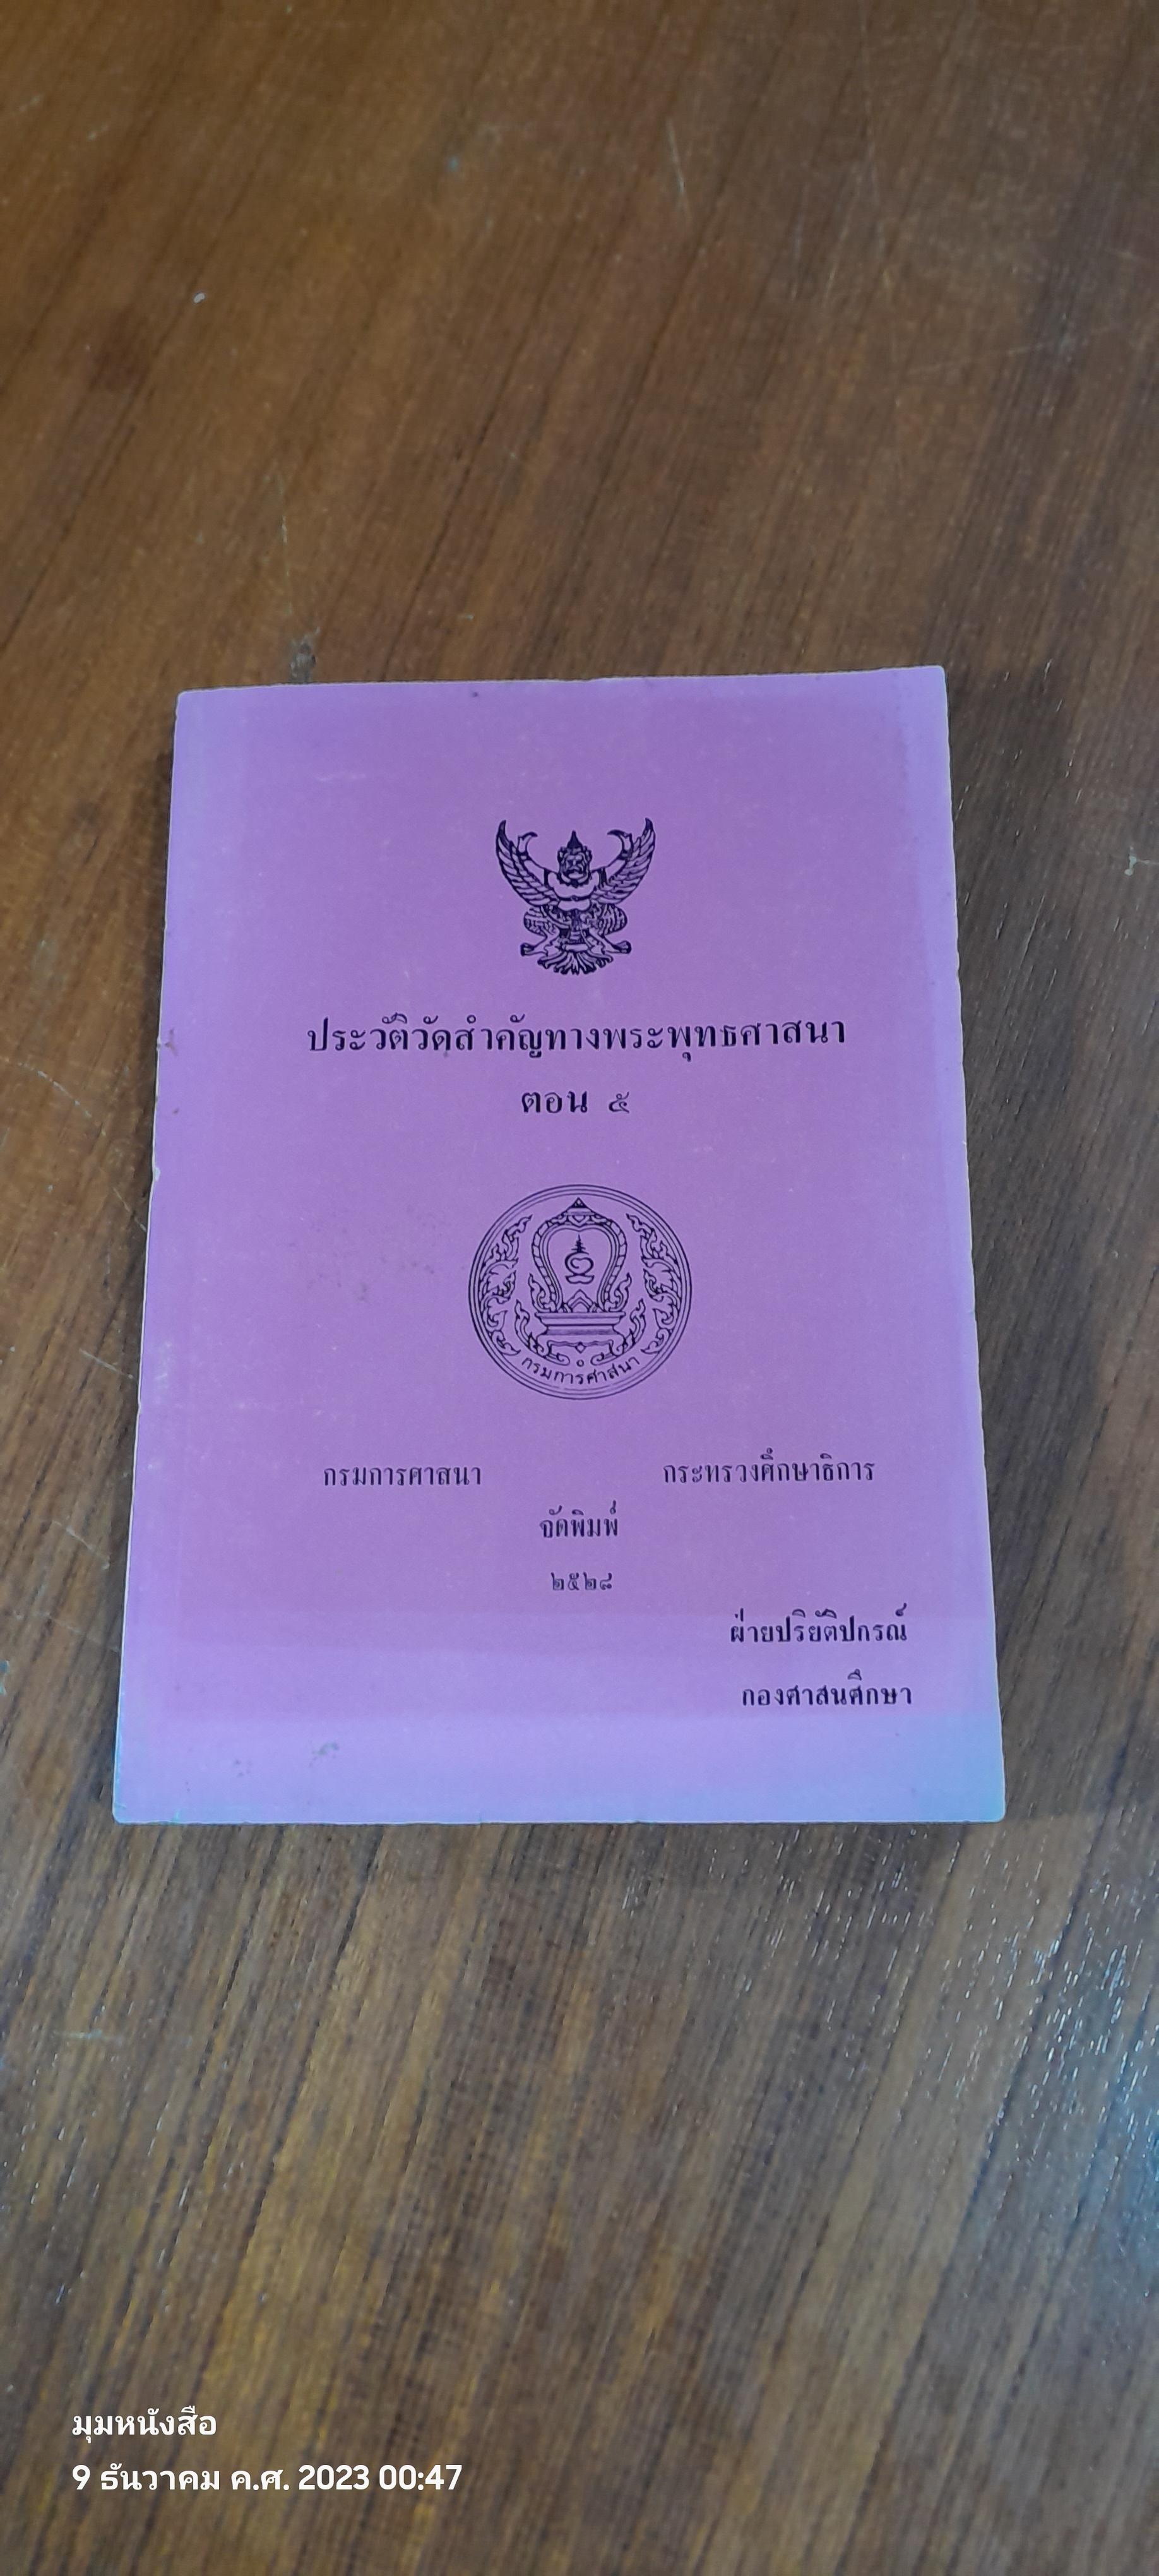 ประวัติวัดสำคัญทางพระพุทธศาสนา
ตอน ๕
กรมการศาสนา
กรมการศาสนา กระทรวงศึกษาธิการ
จัดพิมพ์
๒๕๒๘
ฝ่ายปริยัติปกรณ์
กองศาสนศึกษา
มุมหนังสือ
9 ธันวาคม ค.ศ. 2023 00:47